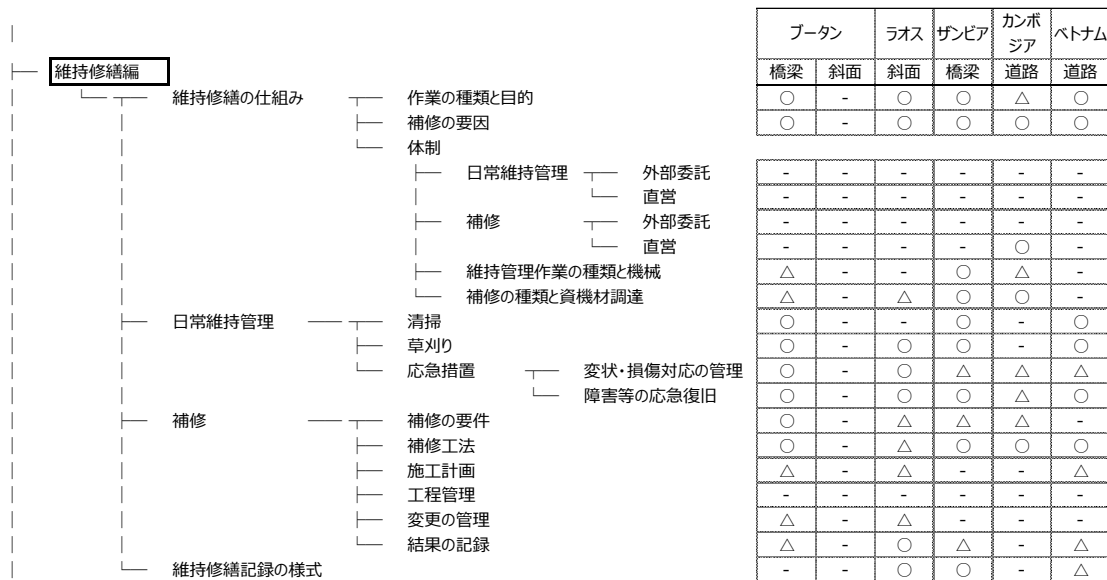 ブータン ラオス ザンビア カンボジア ベトナム
維持修繕編 橋梁 斜面 斜面 橋梁 道路 道路
維持修繕の仕組み 作業の種類と目的 ○ - ○ ○ △ ○
補修の要因 ○ - ○ ○ ○ ○
体制
日常維持管理 外部委託 - - - - - -
直営 - - - - - -
補修 外部委託 - - - - - -
直営 - - - - ○ -
維持管理作業の種類と機械 △ - - ○ △ -
補修の種類と資機材調達 △ - △ ○ ○ -
日常維持管理 清掃 ○ - - ○ - ○
草刈り ○ - ○ ○ - ○
応急措置 変状・損傷対応の管理 ○ - ○ △ △ △
障害等の応急復旧 ○ - ○ ○ △ ○
補修 補修の要件 ○ - △ △ △ -
補修工法 ○ - △ ○ ○ ○
施工計画 △ - △ - - △
工程管理 - - - - - -
変更の管理 △ - △ - - -
結果の記録 △ - ○ △ - △
維持修繕記録の様式 - - ○ ○ - △